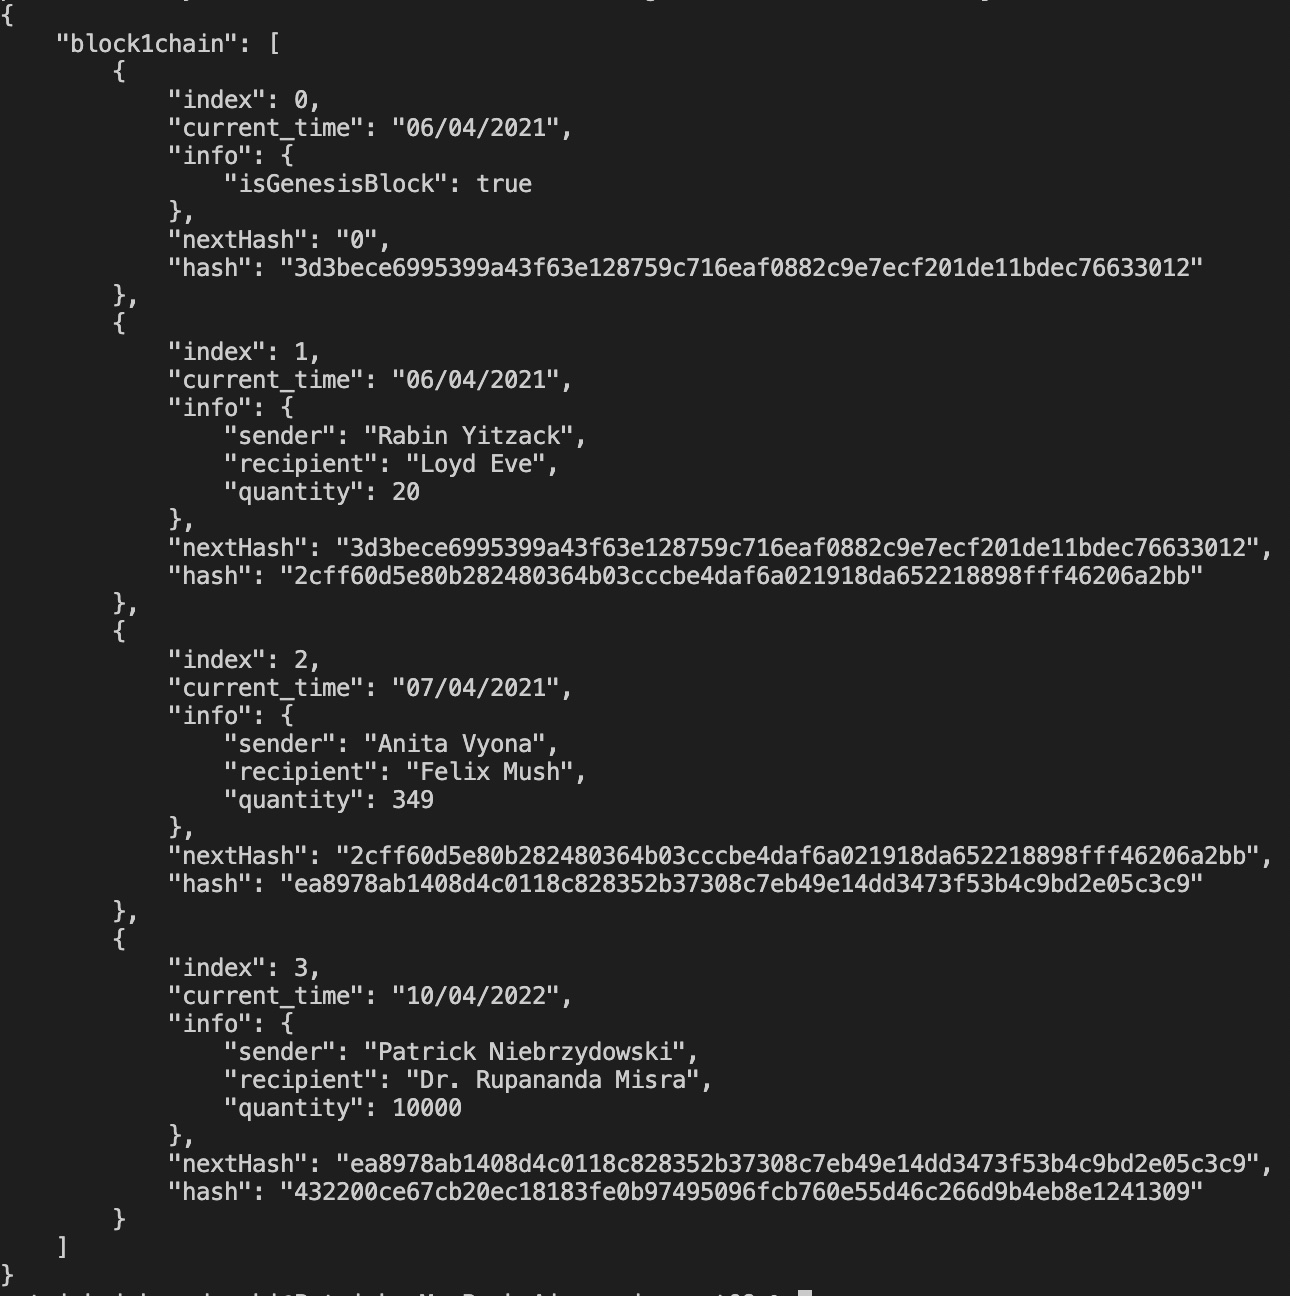 {
    "block1chain": [
        {
            "index": 0,
            "current_time": "06/04/2021",
            "info": {
                "isGenesisBlock": true
            },
            "nextHash": "0",
            "hash": "3d3bece6995399a43f63e128759c716eaf0882c9e7ecf201de11bdec76633012"
        },
        {
            "index": 1,
            "current_time": "06/04/2021",
            "info": {
                "sender": "Rabin Yitzack",
                "recipient": "Loyd Eve",
                "quantity": 20
            },
            "nextHash": "3d3bece6995399a43f63e128759c716eaf0882c9e7ecf201de11bdec76633012",
            "hash": "2cff60d5e80b282480364b03cccbe4daf6a021918da652218898fff46206a2bb"
        },
        {
            "index": 2,
            "current_time": "07/04/2021",
            "info": {
                "sender": "Anita Vyona",
                "recipient": "Felix Mush",
                "quantity": 349
            },
            "nextHash": "2cff60d5e80b282480364b03cccbe4daf6a021918da652218898fff46206a2bb",
            "hash": "ea8978ab1408d4c0118c828352b37308c7eb49e14dd3473f53b4c9bd2e05c3c9"
        },
        {
            "index": 3,
            "current_time": "10/04/2022",
            "info": {
                "sender": "Patrick Niebrzydowski",
                "recipient": "Dr. Rupananda Misra",
                "quantity": 10000
            },
            "nextHash": "ea8978ab1408d4c0118c828352b37308c7eb49e14dd3473f53b4c9bd2e05c3c9",
            "hash": "432200ce67cb20ec18183fe0b97495096fcb760e55d46c266d9b4eb8e1241309"
        }
    ]
}